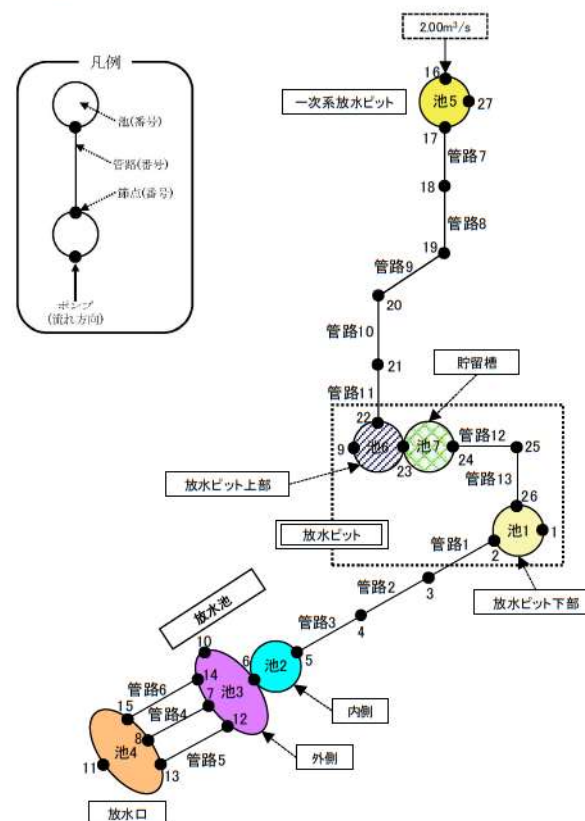 凡例
池(番号)
管路(番号)
節点(番号)
ポンプ
(流れ方向)
2.00m³/s
16
一次系放水ピット
池5
27
17
管路7
18
管路8
19
管路9
20
管路10
21
貯留槽
管路11
22
管路12
25
9
池6
池7
23
24
管路13
放水ピット上部
26
放水ピット
池1
1
管路1
2
3
放水ピット下部
管路2
4
管路3
放水池
5
10
6
池2
14
池3
管路6
7
内側
15
管路4
12
8
池4
管路5
外側
11
13
放水口